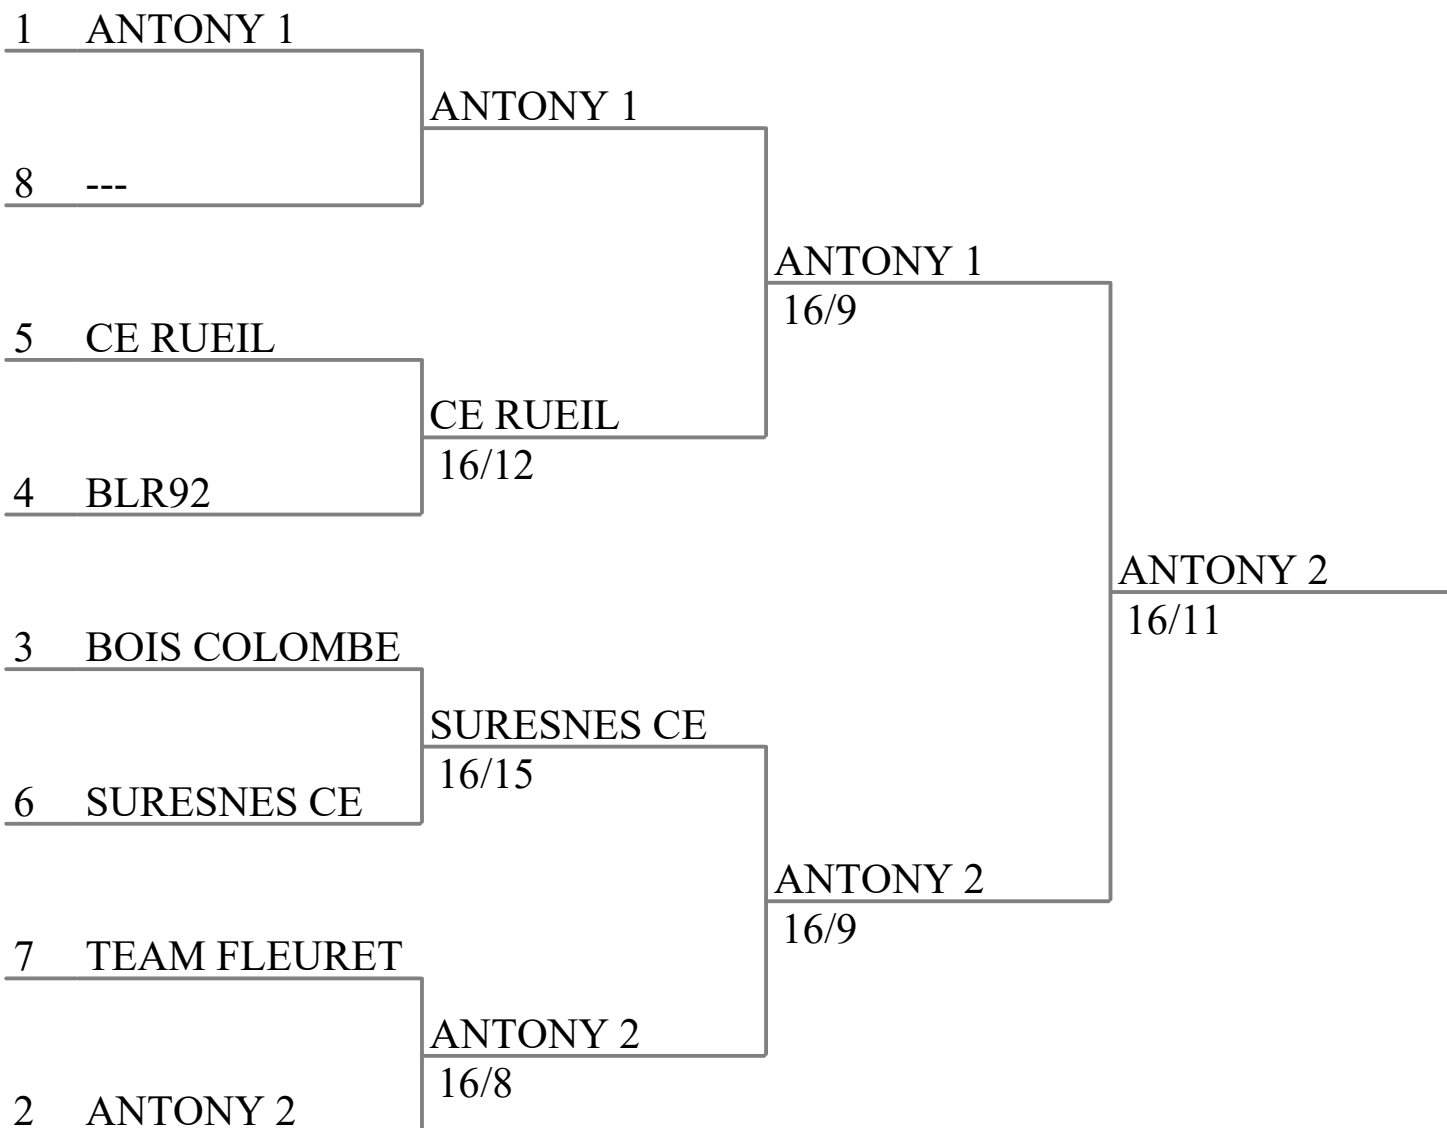 1 ANTONY 1
ANTONY 1
8 ---
ANTONY 1
16/9
5 CE RUEIL
CE RUEIL
16/12
4 BLR92
ANTONY 2
16/11
3 BOIS COLOMBE
SURESNES CE
16/15
6 SURESNES CE
ANTONY 2
16/9
7 TEAM FLEURET
ANTONY 2
16/8
2 ANTONY 2